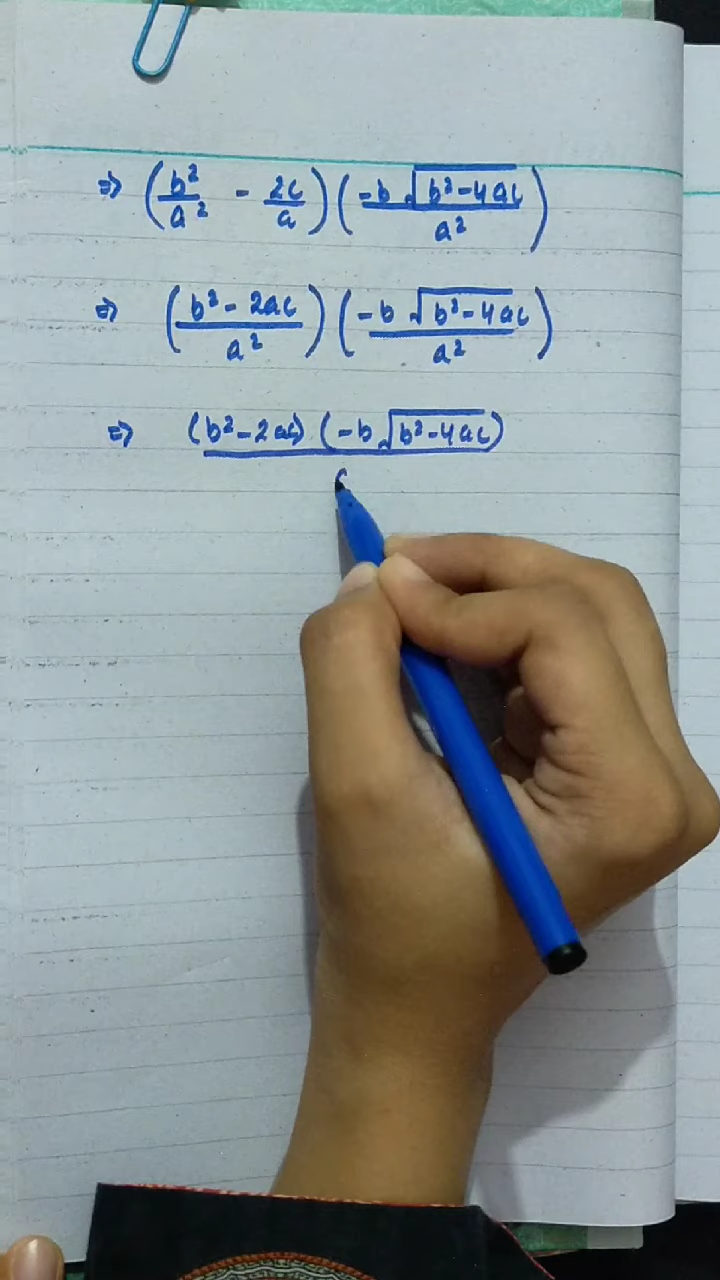 ⇒ (b²/a² - 2c/a)(-b √(b²-4ac)/a²)
⇒ ((b²-2ac)/a²)(-b √(b²-4ac)/a²)
⇒ (b²-2ac)(-b √(b²-4ac))